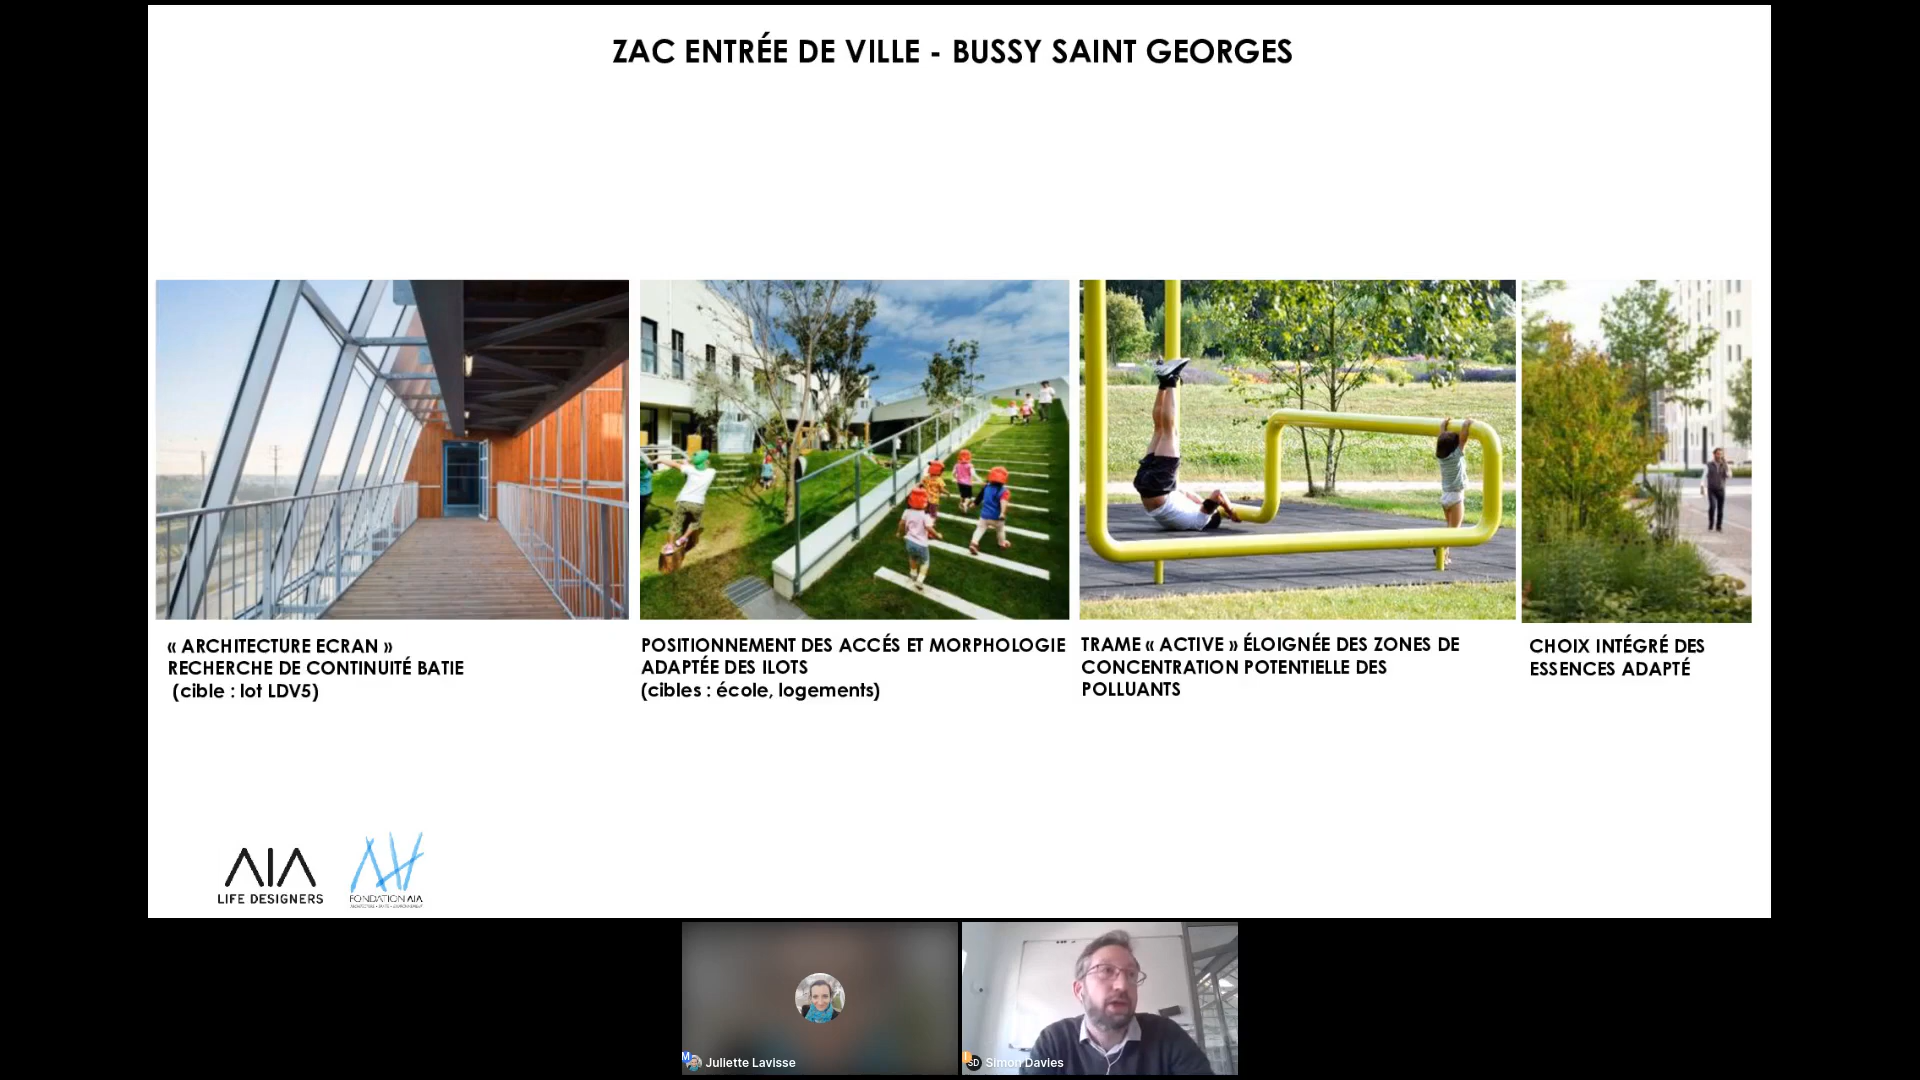 ZAC ENTRÉE DE VILLE - BUSSY SAINT GEORGES
« ARCHITECTURE ECRAN »
RECHERCHE DE CONTINUITÉ BATIE
(cible : lot LDV5)
POSITIONNEMENT DES ACCÉS ET MORPHOLOGIE
ADAPTÉE DES ILOTS
(cibles : école, logements)
TRAME « ACTIVE » ÉLOIGNÉE DES ZONES DE
CONCENTRATION POTENTIELLE DES
POLLUANTS
CHOIX INTÉGRÉ DES
ESSENCES ADAPTÉ
AIA
LIFE DESIGNERS
FONDATION AIA
M
Juliette Lavisse
SD
Simon Davies